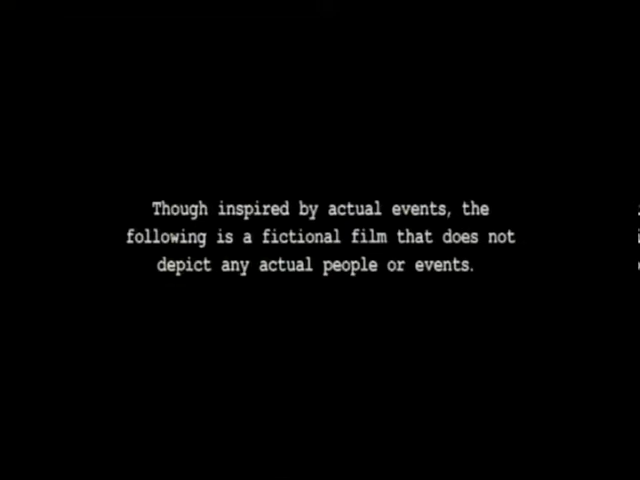 Though inspired by actual events, the
following is a fictional film that does not
depict any actual people or events.